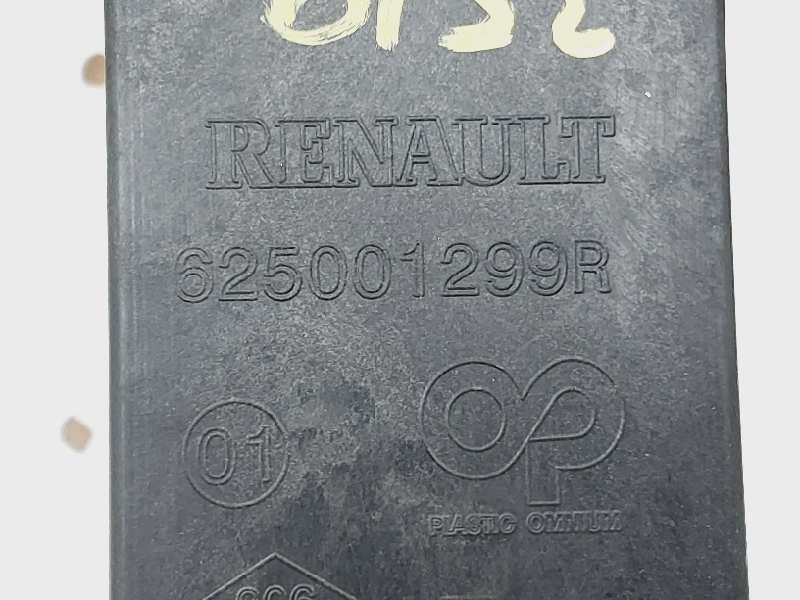 RENAULT
625001299R
01
OP
PLASTIC OMNIUM